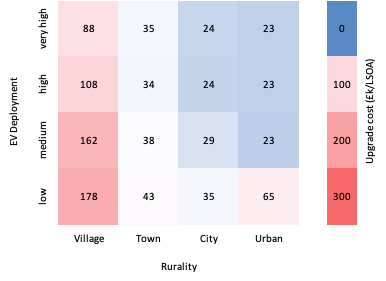 very high 88 35 24 23 0
high 108 34 24 23 100
medium 162 38 29 23 200
low 178 43 35 65 300
Village Town City Urban
Rurality
EV Deployment
Upgrade cost (£k/LSOA)